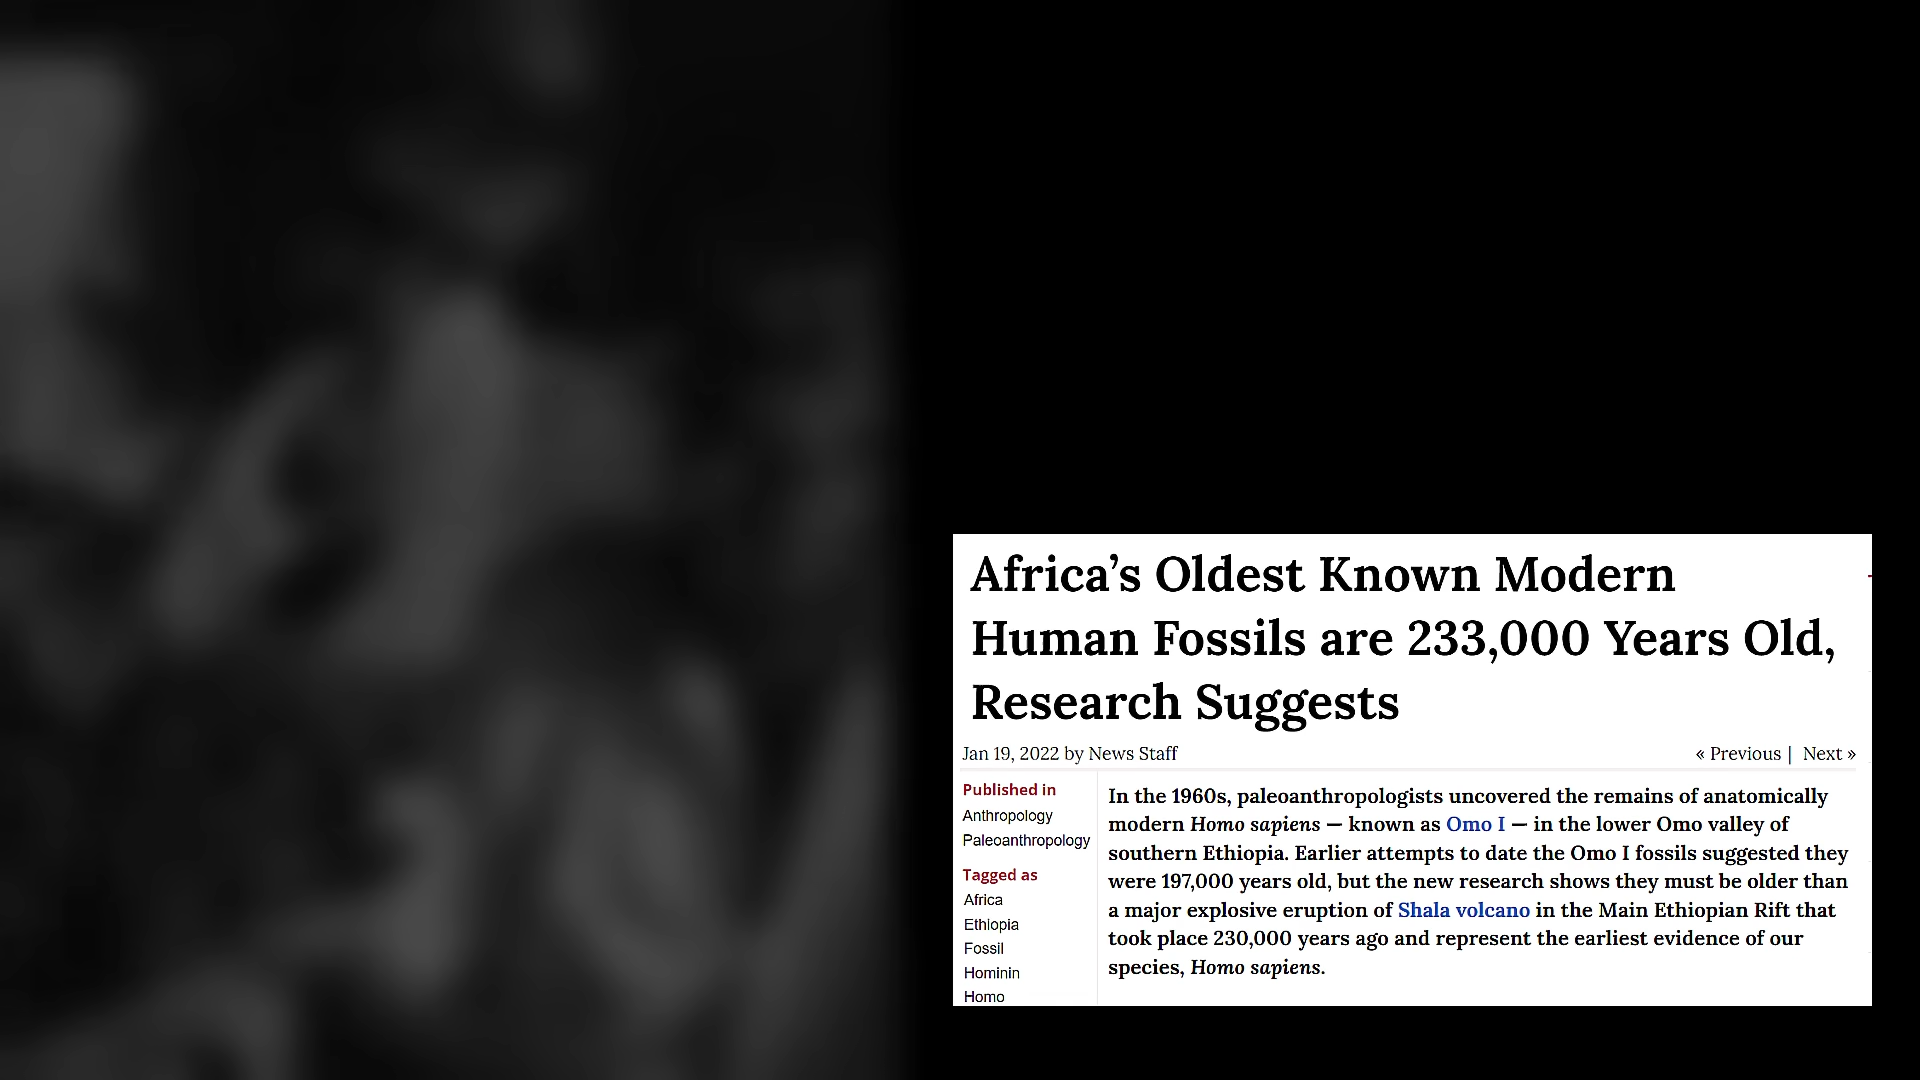 Africa’s Oldest Known Modern
Human Fossils are 233,000 Years Old,
Research Suggests
Jan 19, 2022 by News Staff
« Previous | Next »
Published in
Anthropology
Paleoanthropology
Tagged as
Africa
Ethiopia
Fossil
Hominin
Homo
In the 1960s, paleoanthropologists uncovered the remains of anatomically
modern Homo sapiens — known as Omo I — in the lower Omo valley of
southern Ethiopia. Earlier attempts to date the Omo I fossils suggested they
were 197,000 years old, but the new research shows they must be older than
a major explosive eruption of Shala volcano in the Main Ethiopian Rift that
took place 230,000 years ago and represent the earliest evidence of our
species, Homo sapiens.